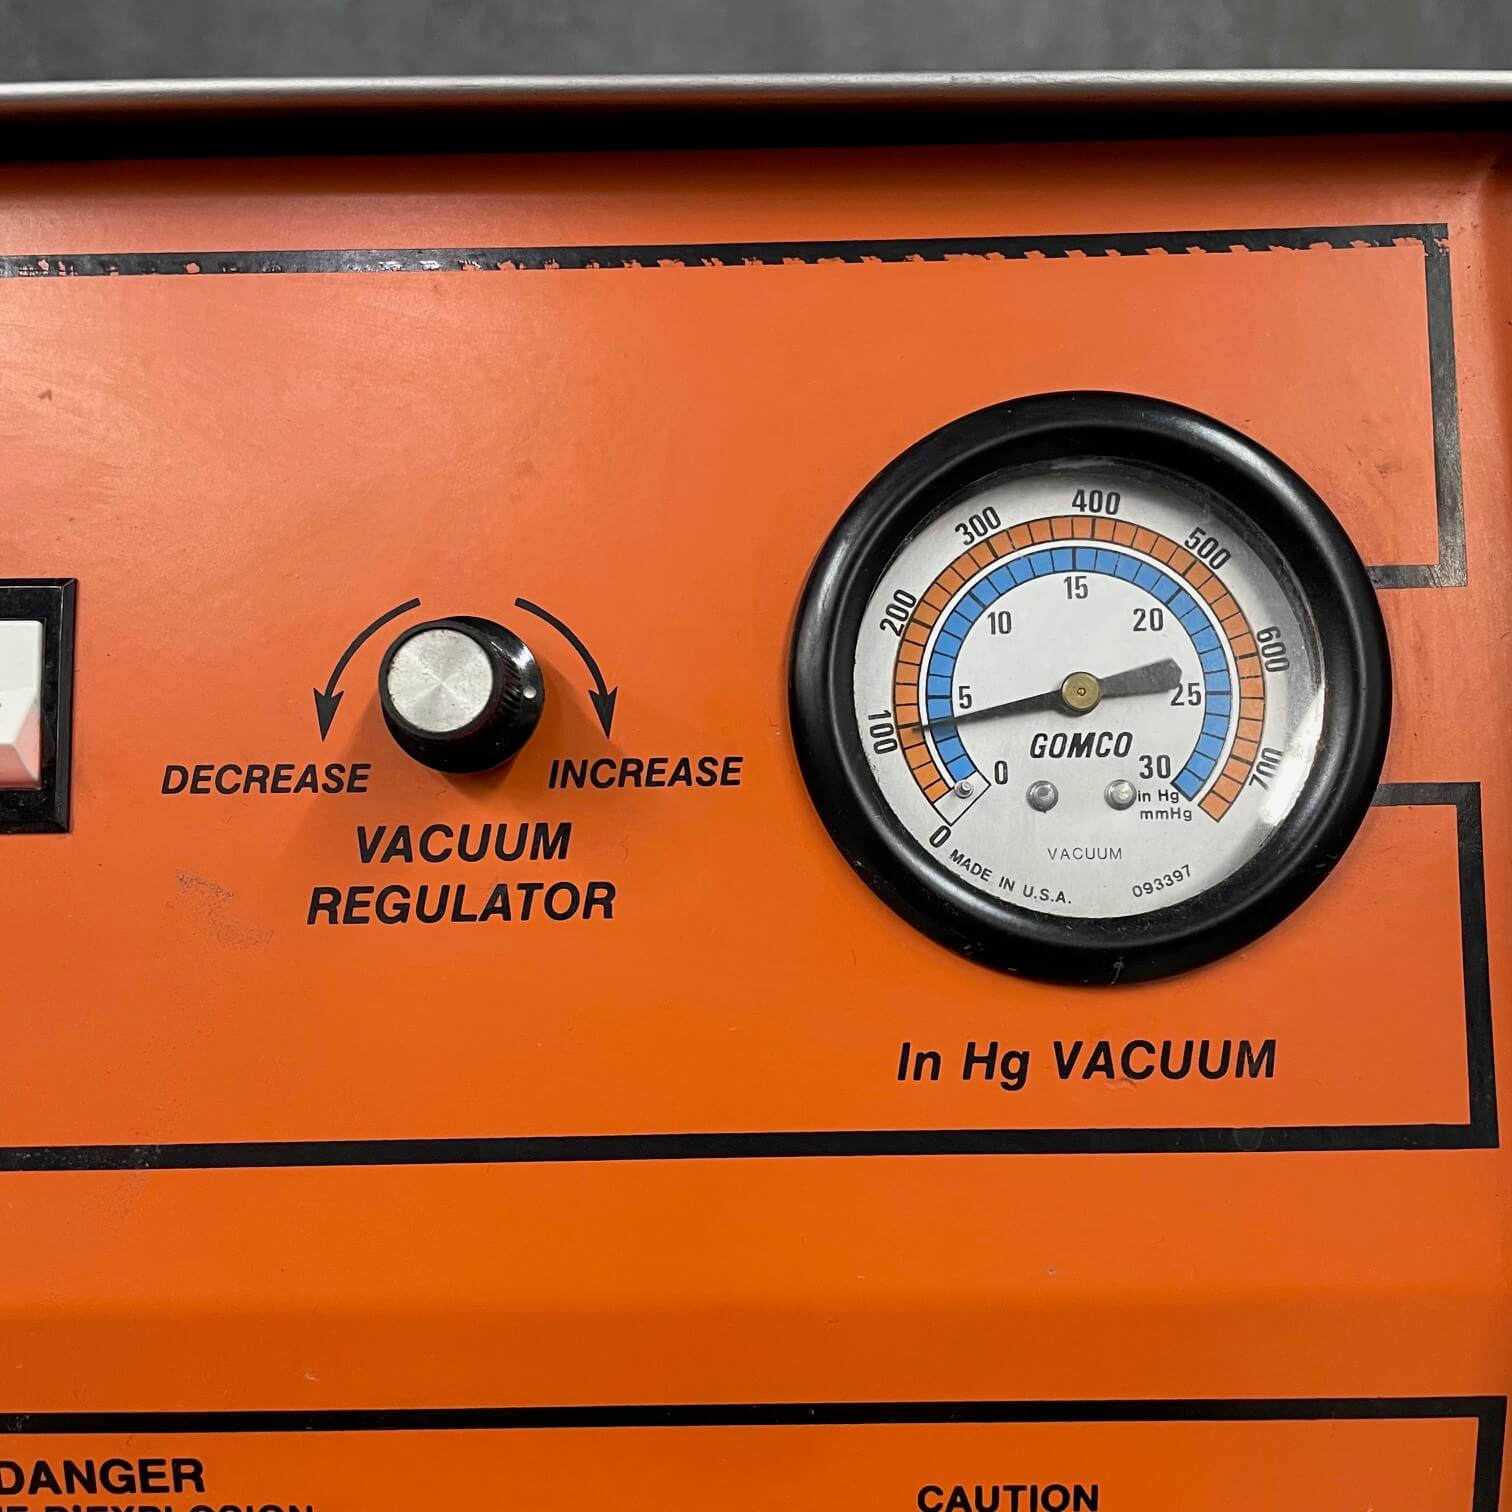 DECREASE
INCREASE
VACUUM
REGULATOR
400
300
500
200
600
100
700
0
15
10
20
5
25
0
30
GOMCO
in Hg
mmHg
VACUUM
MADE IN U.S.A.
093397
In Hg VACUUM
DANGER
D'EXPLOSION
CAUTION